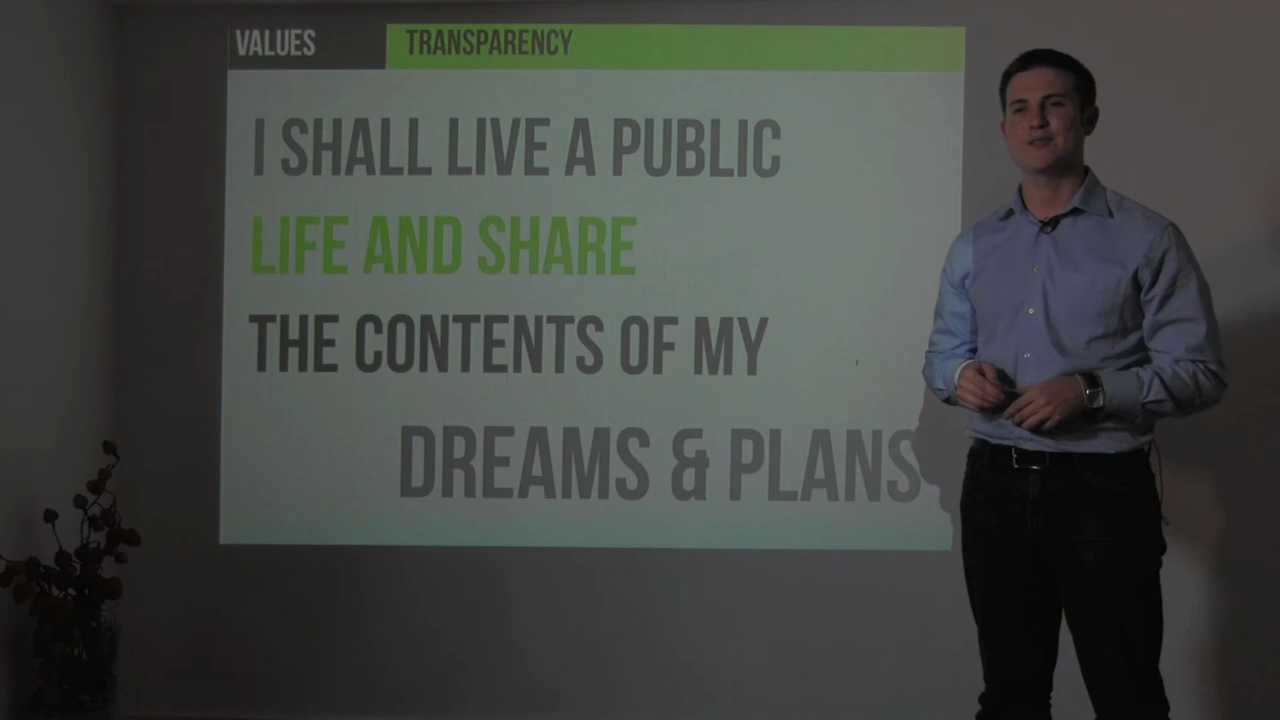 VALUES TRANSPARENCY
I SHALL LIVE A PUBLIC
LIFE AND SHARE
THE CONTENTS OF MY
DREAMS & PLANS